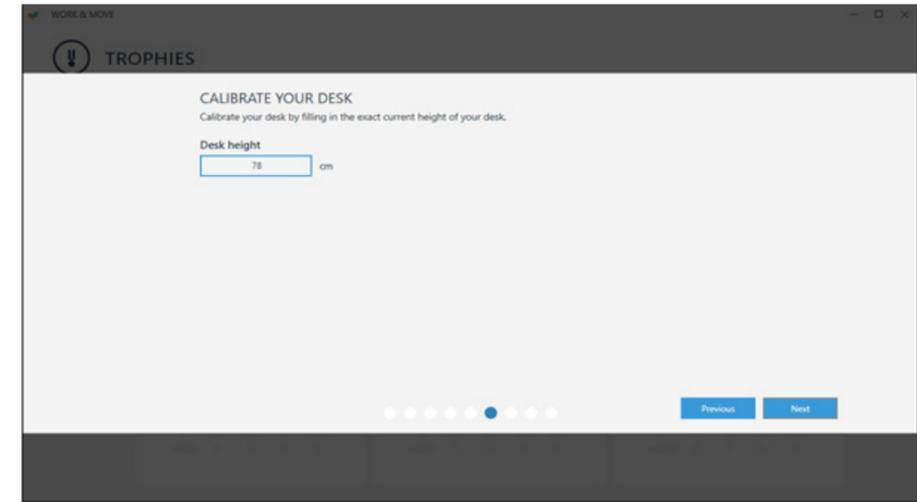 WORK & MOVE
TROPHIES
CALIBRATE YOUR DESK
Calibrate your desk by filling in the exact current height of your desk.
Desk height
78 cm
Previous Next